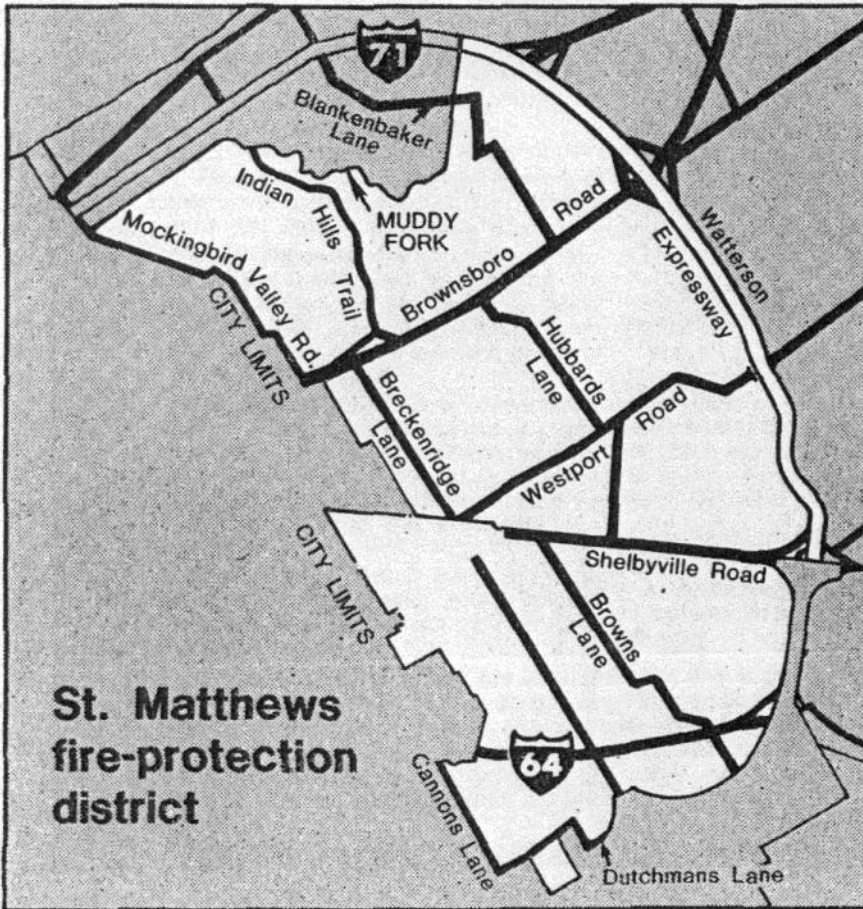 71
Blankenbaker
Lane
Indian
Hills
Trail
MUDDY
FORK
Mockingbird Valley Rd.
CITY LIMITS
Brownsboro
Road
Watterson
Expressway
Hubbards
Lane
Breckenridge
Lane
Westport
Road
CITY LIMITS
Shelbyville Road
Browns
Lane
St. Matthews
fire-protection
district
64
Cannons Lane
Dutchmans Lane